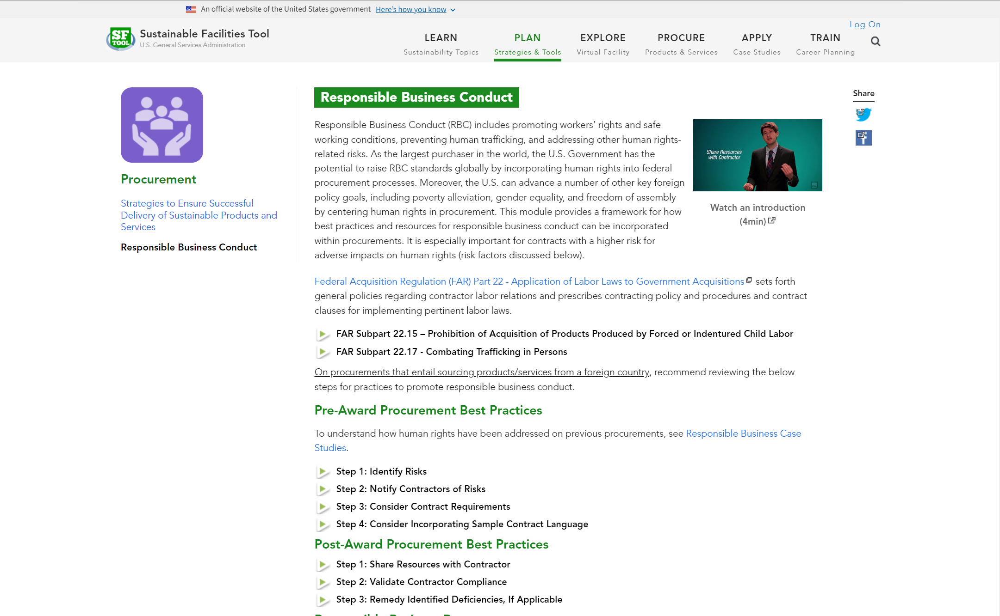 An official website of the United States government Here's how you know
Log On
SF TOOL
Sustainable Facilities Tool
U.S. General Services Administration
LEARN
Sustainability Topics
PLAN
Strategies & Tools
EXPLORE
Virtual Facility
PROCURE
Products & Services
APPLY
Case Studies
TRAIN
Career Planning
Procurement
Strategies to Ensure Successful
Delivery of Sustainable Products and
Services
Responsible Business Conduct
Responsible Business Conduct
Responsible Business Conduct (RBC) includes promoting workers’ rights and safe
working conditions, preventing human trafficking, and addressing other human rights-
related risks. As the largest purchaser in the world, the U.S. Government has the
potential to raise RBC standards globally by incorporating human rights into federal
procurement processes. Moreover, the U.S. can advance a number of other key foreign
policy goals, including poverty alleviation, gender equality, and freedom of assembly
by centering human rights in procurement. This module provides a framework for how
best practices and resources for responsible business conduct can be incorporated
within procurements. It is especially important for contracts with a higher risk for
adverse impacts on human rights (risk factors discussed below).
Share Resources
with Contractor
Watch an introduction
(4min)
Share
Federal Acquisition Regulation (FAR) Part 22 - Application of Labor Laws to Government Acquisitions sets forth
general policies regarding contractor labor relations and prescribes contracting policy and procedures and contract
clauses for implementing pertinent labor laws.
FAR Subpart 22.15 – Prohibition of Acquisition of Products Produced by Forced or Indentured Child Labor
FAR Subpart 22.17 - Combating Trafficking in Persons
On procurements that entail sourcing products/services from a foreign country, recommend reviewing the below
steps for practices to promote responsible business conduct.
Pre-Award Procurement Best Practices
To understand how human rights have been addressed on previous procurements, see Responsible Business Case
Studies.
Step 1: Identify Risks
Step 2: Notify Contractors of Risks
Step 3: Consider Contract Requirements
Step 4: Consider Incorporating Sample Contract Language
Post-Award Procurement Best Practices
Step 1: Share Resources with Contractor
Step 2: Validate Contractor Compliance
Step 3: Remedy Identified Deficiencies, If Applicable